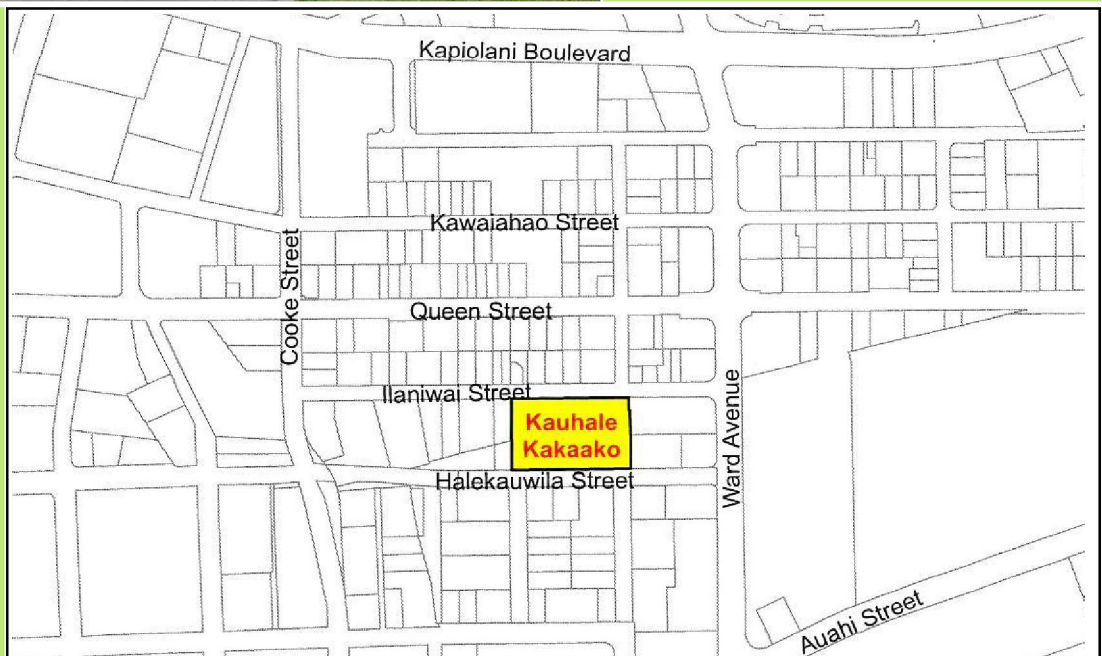 Kapiolani Boulevard
Kawaiahao Street
Cooke Street
Queen Street
Ilaniwai Street
Kauhale
Kakaako
Ward Avenue
Halekauwila Street
Auahi Street